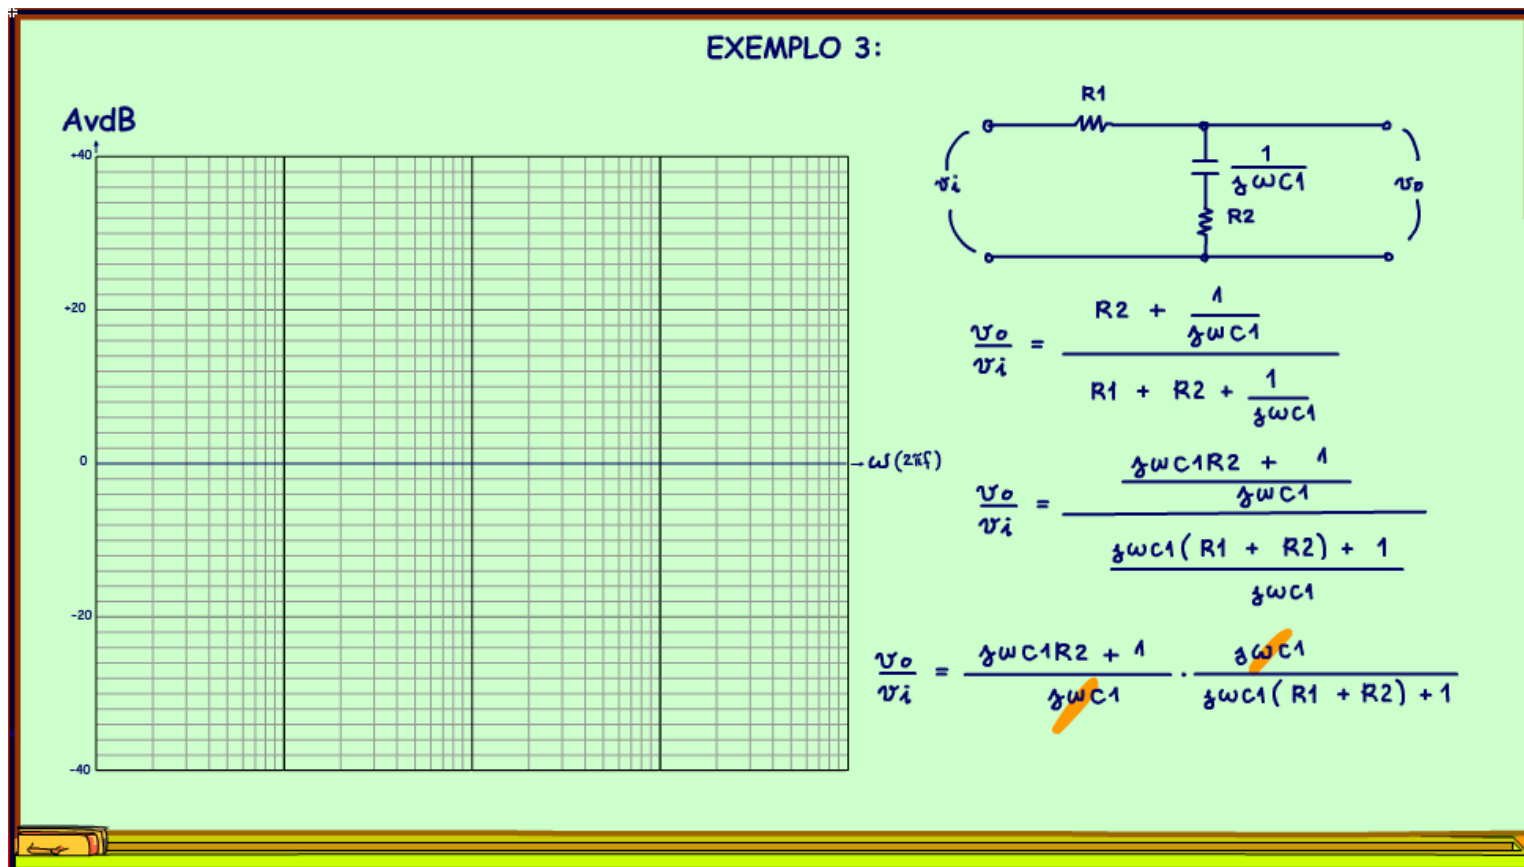 EXEMPLO 3:
AvdB
+40
+20
0
-20
-40
→ ω(2πf)
R1
vi
1
jωC1
R2
vo
vo/vi = (R2 + 1/jωC1) / (R1 + R2 + 1/jωC1)
vo/vi = ((jωC1R2 + 1)/jωC1) / ((jωC1(R1 + R2) + 1)/jωC1)
vo/vi = (jωC1R2 + 1)/jωC1 · jωC1/(jωC1(R1 + R2) + 1)